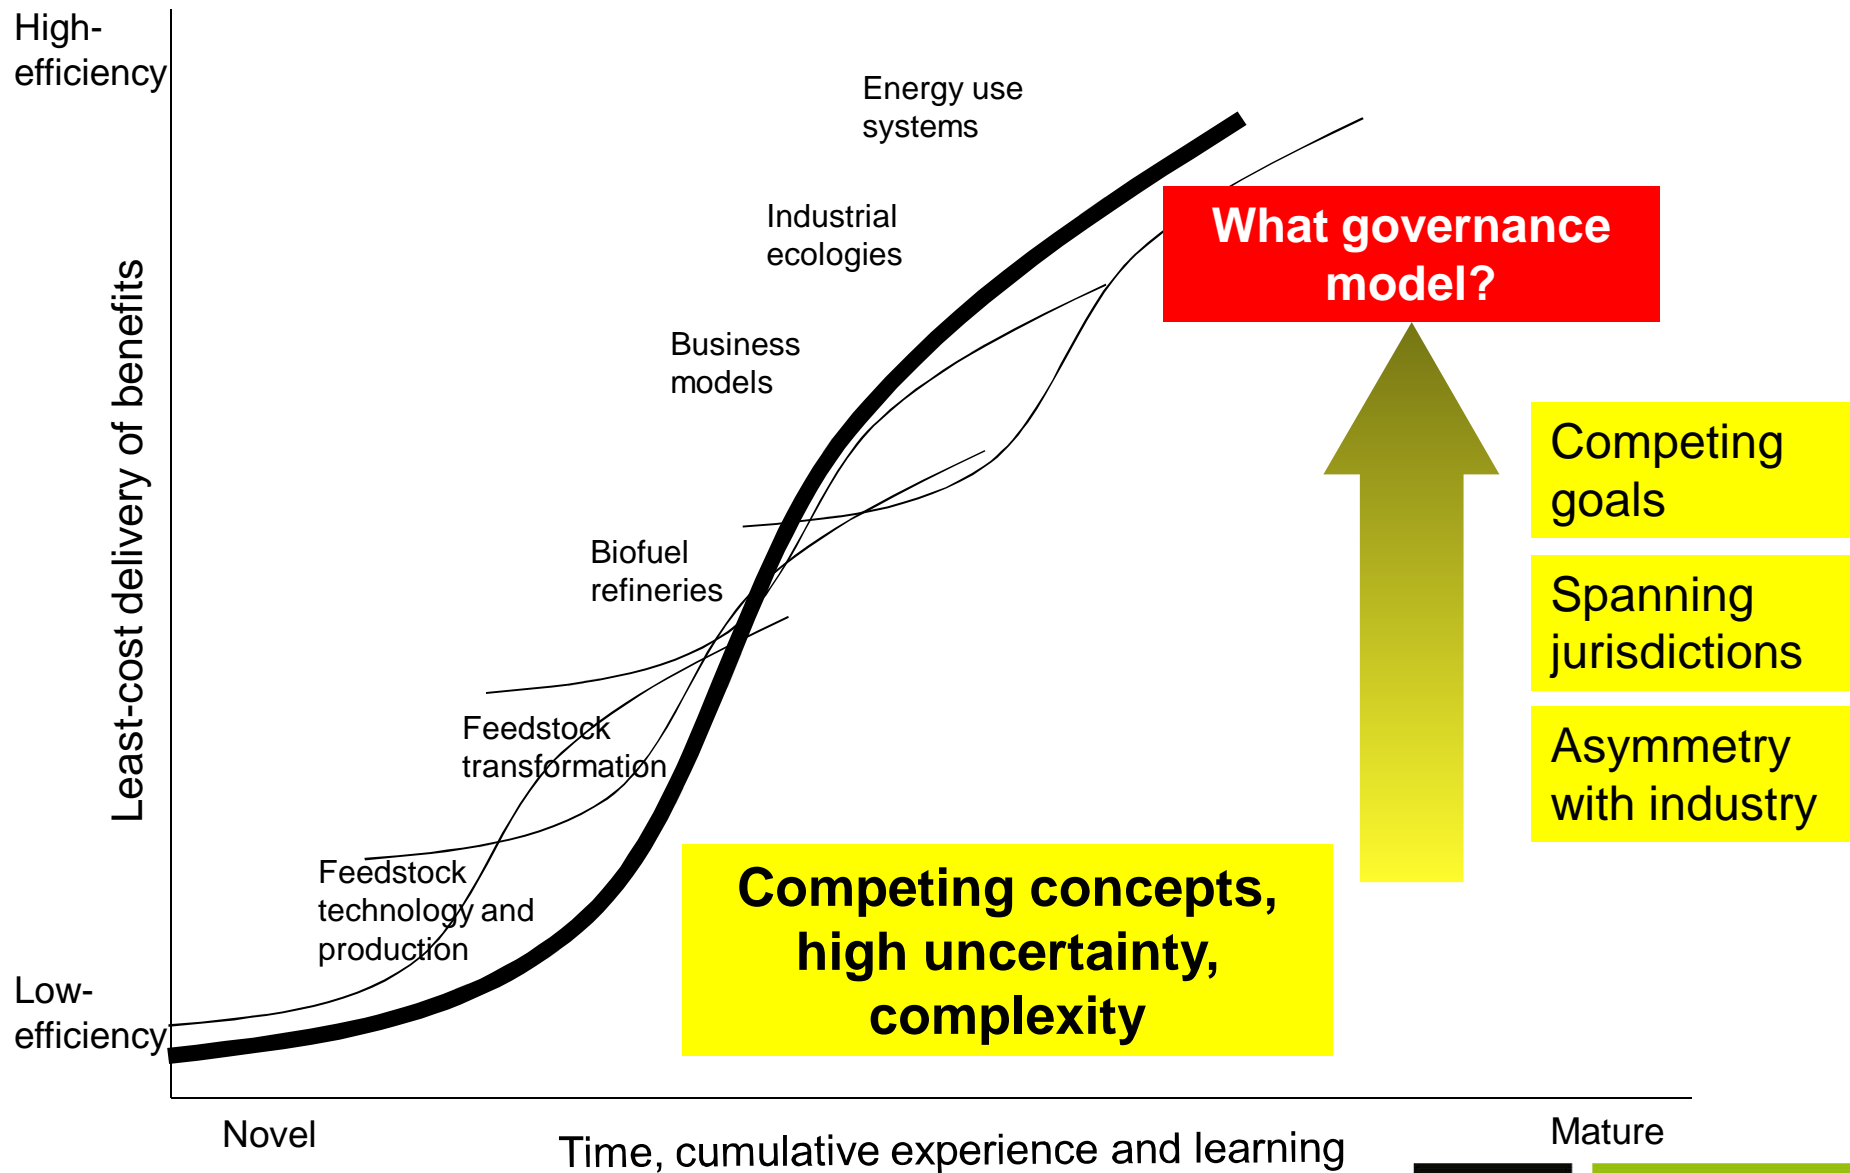 High-
efficiency
Energy use
systems
Industrial
ecologies
What governance
model?
Business
models
Least-cost delivery of benefits
Competing
goals
Biofuel
refineries
Spanning
jurisdictions
Feedstock
transformation
Asymmetry
with industry
Feedstock
technology and
production
Competing concepts,
high uncertainty,
complexity
Low-
efficiency
Novel
Time, cumulative experience and learning
Mature